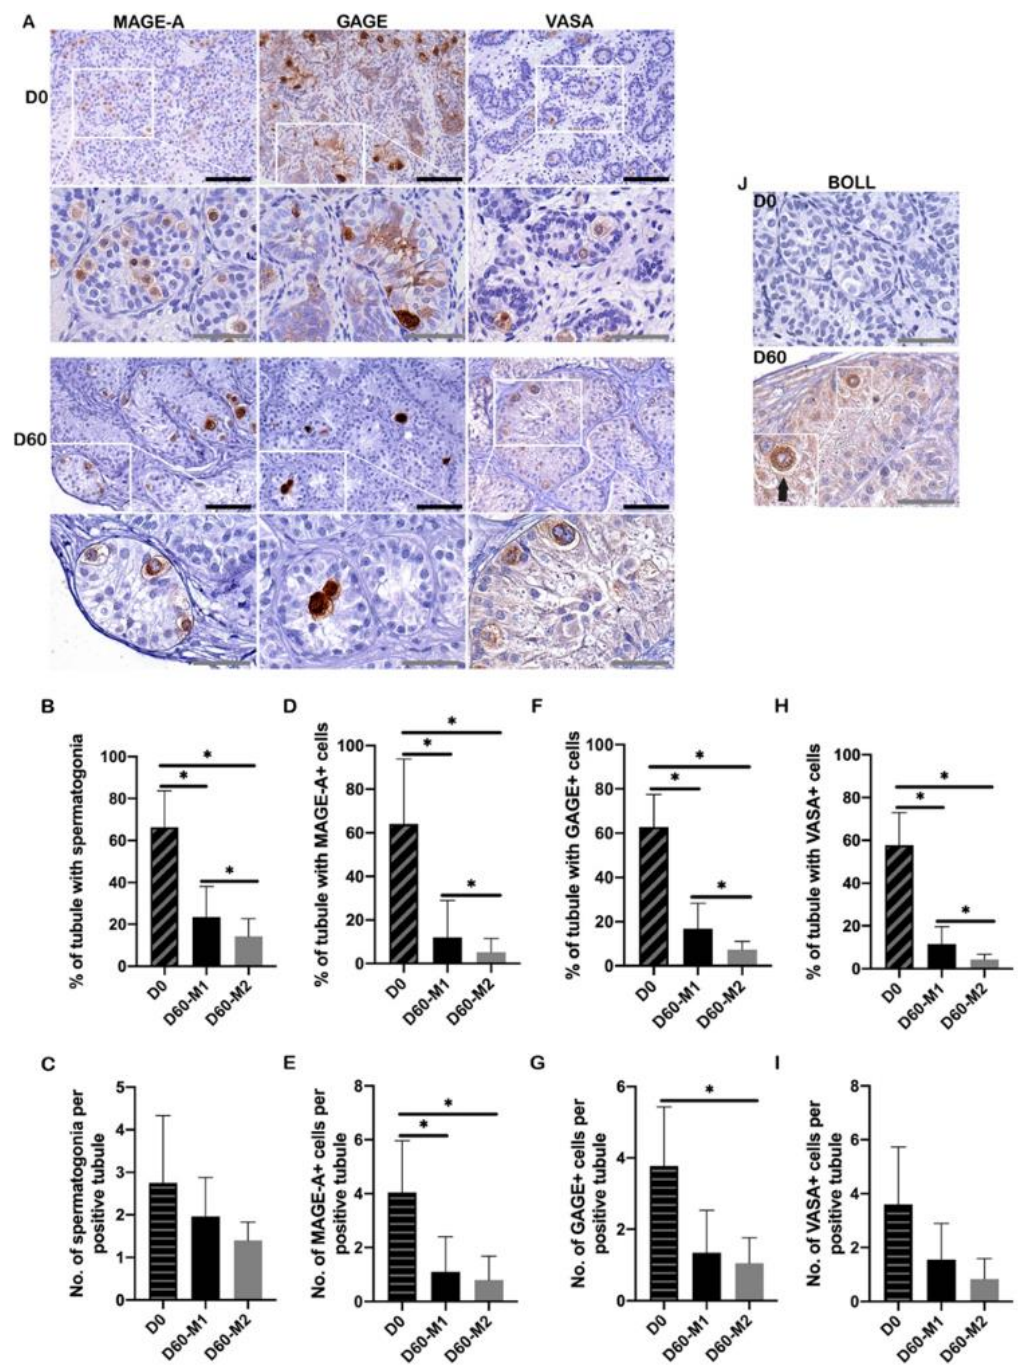 A
MAGE-A
GAGE
VASA
D0
D60
J
BOLL
D0
D60
B
% of tubule with spermatogonia
100
80
60
40
20
0
*
*
*
D0
D60-M1
D60-M2
D
% of tubule with MAGE-A+ cells
100
80
60
40
20
0
*
*
*
D0
D60-M1
D60-M2
F
% of tubule with GAGE+ cells
100
80
60
40
20
0
*
*
*
D0
D60-M1
D60-M2
H
% of tubule with VASA+ cells
100
80
60
40
20
0
*
*
*
D0
D60-M1
D60-M2
C
No. of spermatogonia per
positive tubule
5
4
3
2
1
0
D0
D60-M1
D60-M2
E
No. of MAGE-A+ cells per
positive tubule
8
6
4
2
0
*
*
D0
D60-M1
D60-M2
G
No. of GAGE+ cells per
positive tubule
6
4
2
0
*
D0
D60-M1
D60-M2
I
No. of VASA+ cells per
positive tubule
8
6
4
2
0
D0
D60-M1
D60-M2